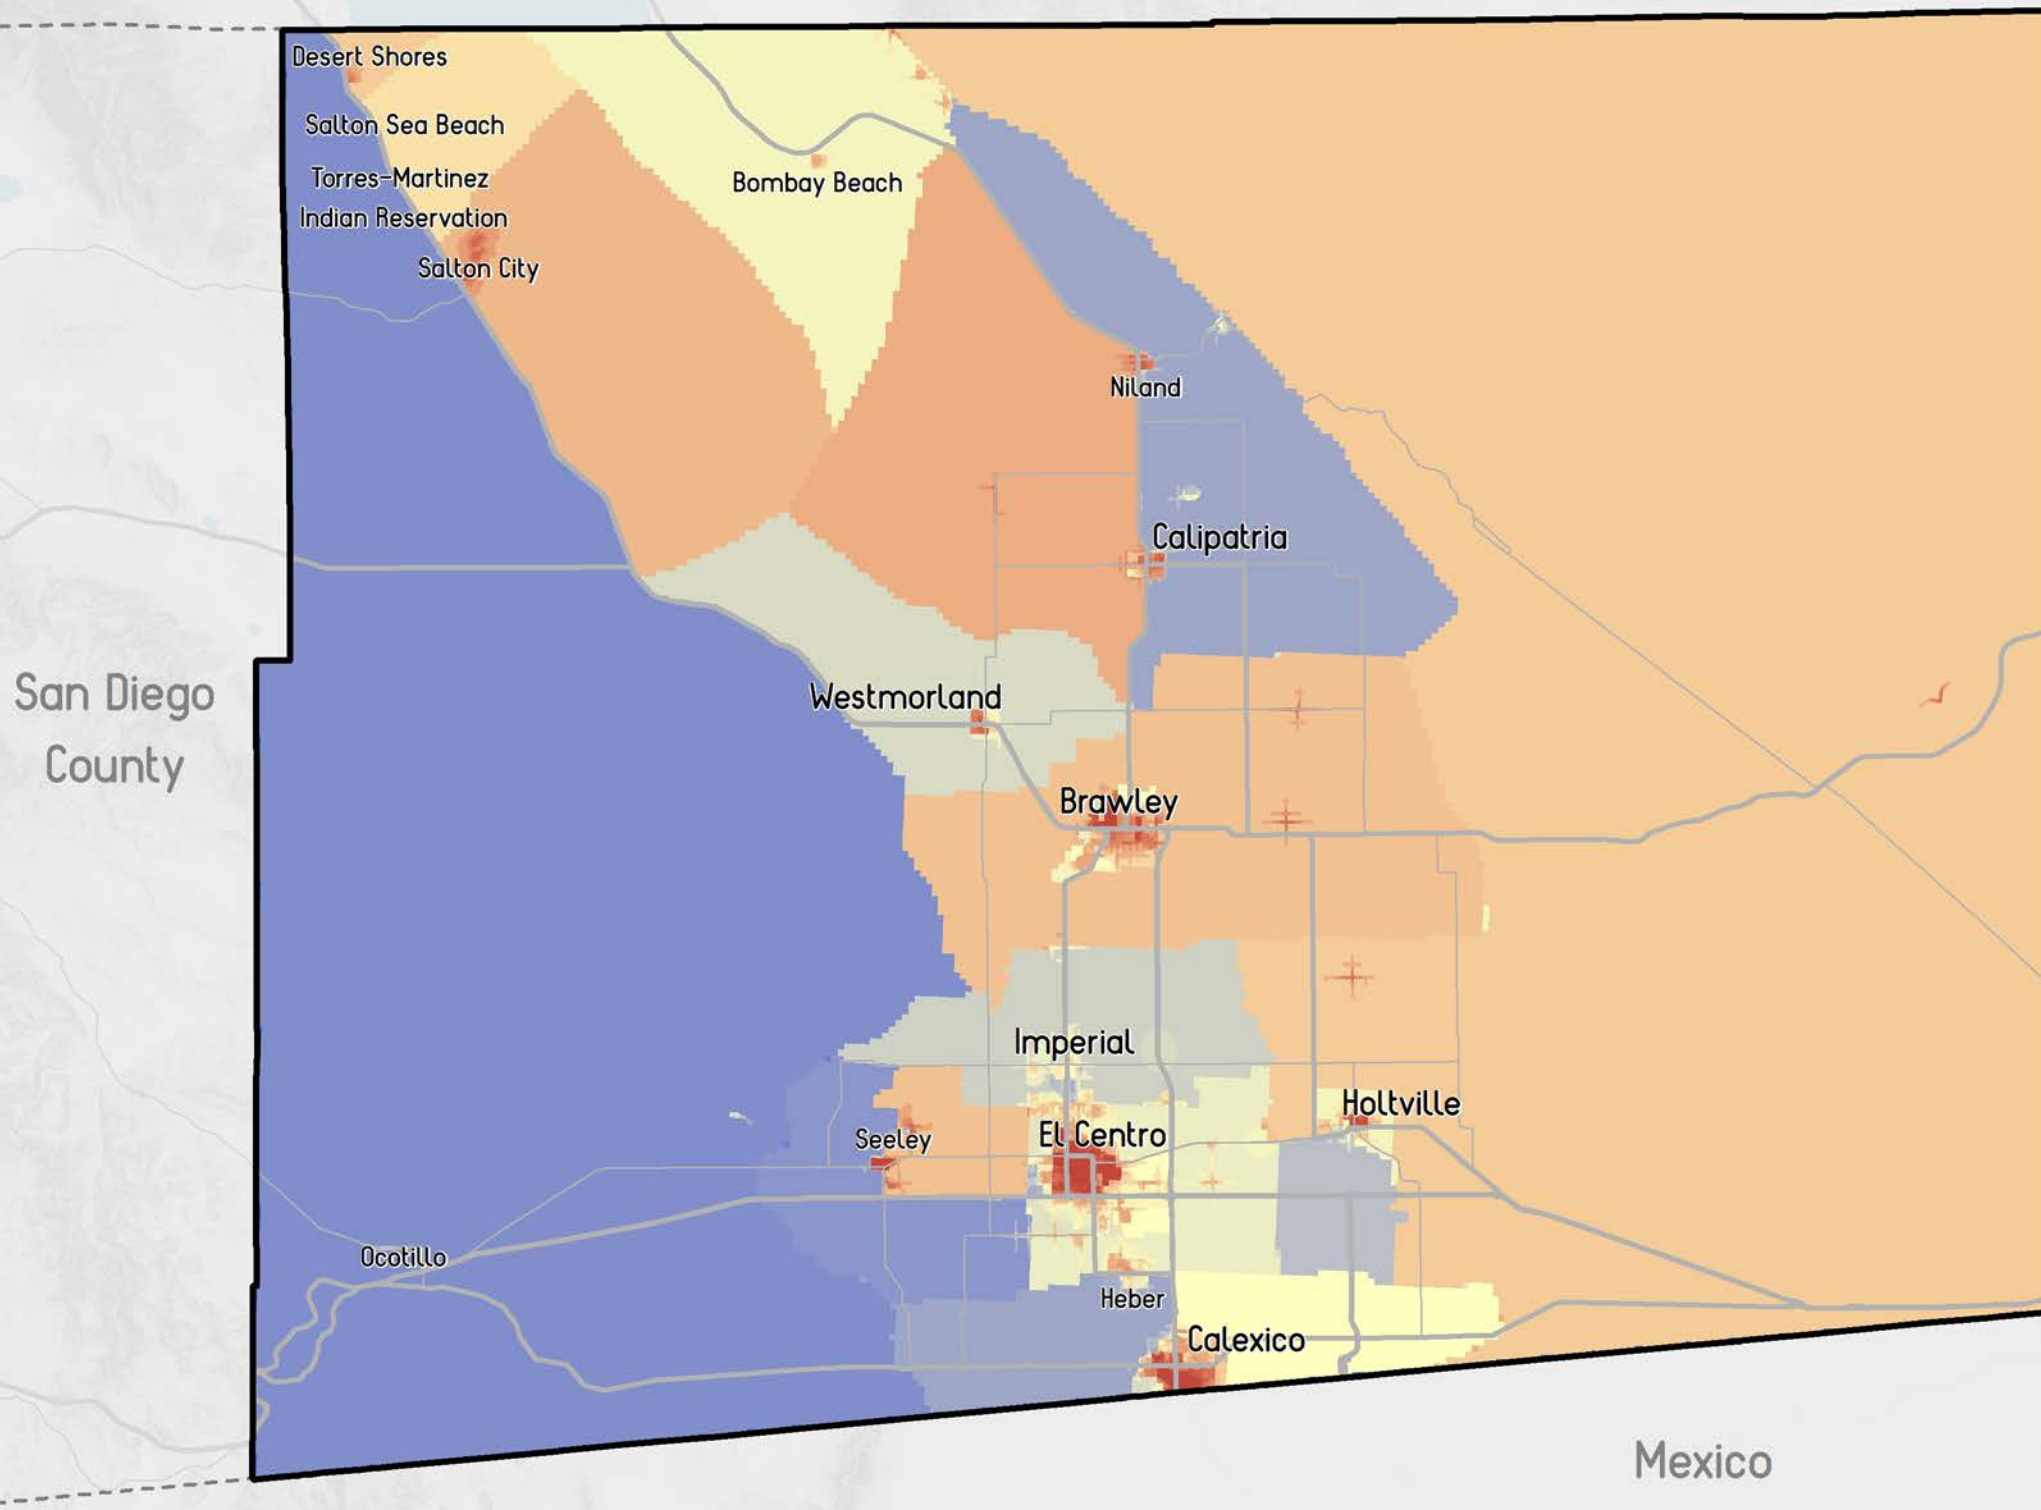 Desert Shores
Salton Sea Beach
Torres-Martinez
Indian Reservation
Salton City
Bombay Beach
Niland
Calipatria
San Diego
County
Westmorland
Brawley
Imperial
Holtville
El Centro
Seeley
Ocotillo
Heber
Calexico
Mexico